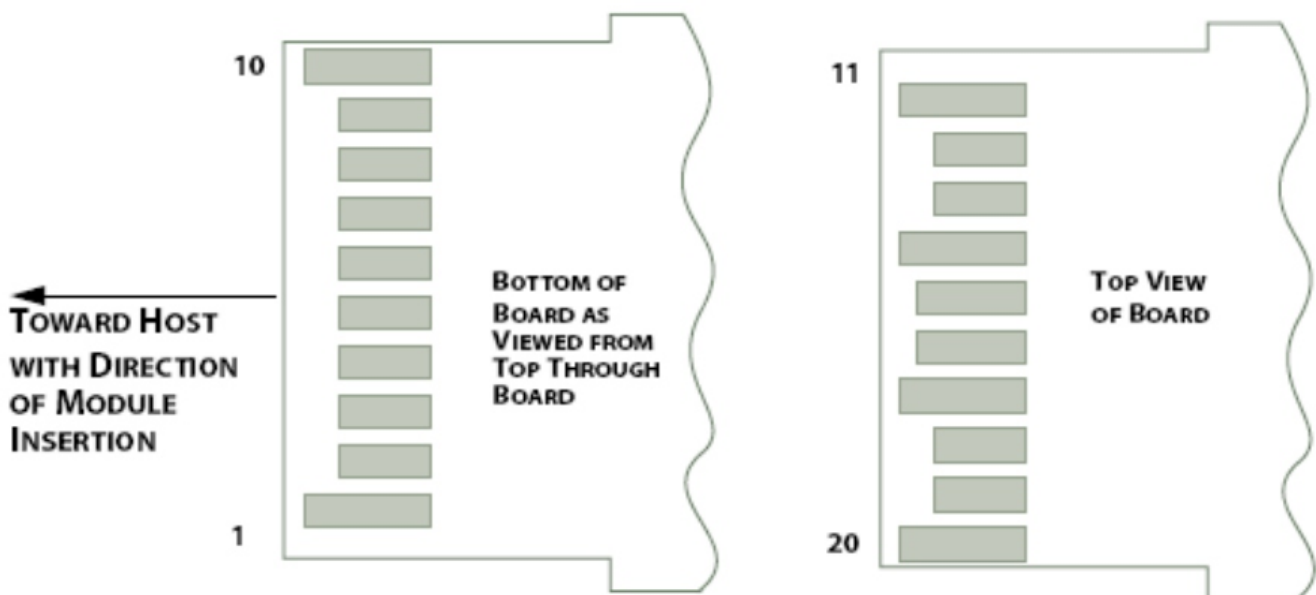 10
1
TOWARD HOST
WITH DIRECTION
OF MODULE
INSERTION
BOTTOM OF
BOARD AS
VIEWED FROM
TOP THROUGH
BOARD
11
20
TOP VIEW
OF BOARD